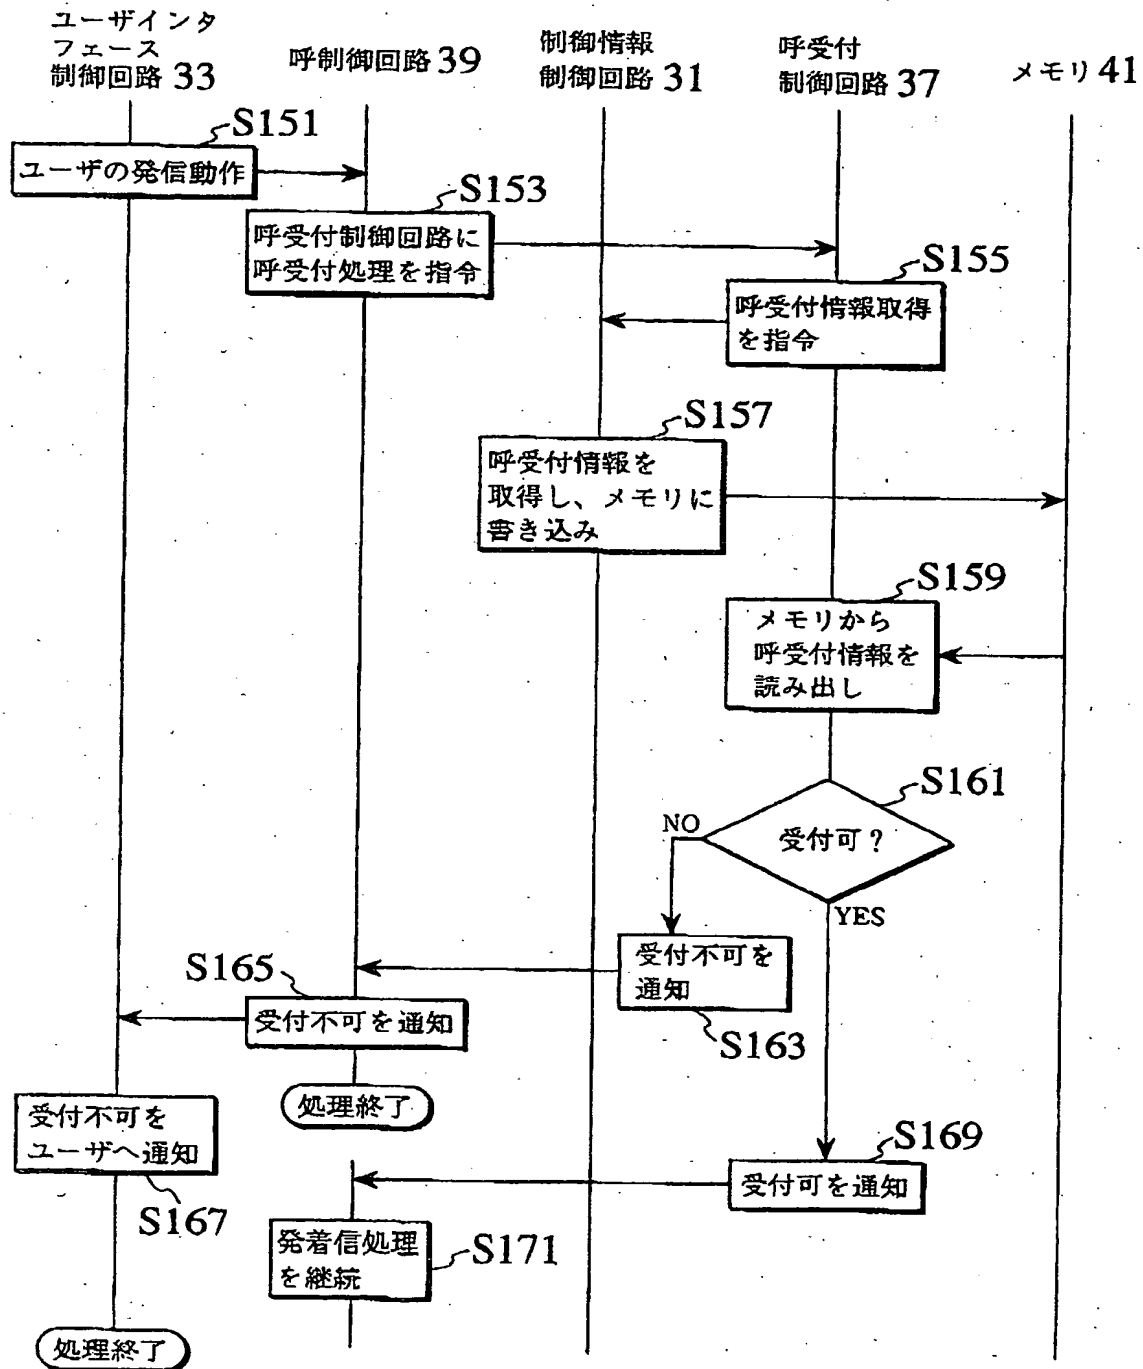 ユーザインタ
フェース
制御回路 33
呼制御回路 39
制御情報
制御回路 31
呼受付
制御回路 37
メモリ 41
S151
ユーザの発信動作
S153
呼受付制御回路に
呼受付処理を指令
S155
呼受付情報取得
を指令
S157
呼受付情報を
取得し、メモリに
書き込み
S159
メモリから
呼受付情報を
読み出し
S161
受付可?
NO
YES
受付不可を
通知
S163
S165
受付不可を通知
処理終了
受付不可を
ユーザへ通知
S167
S169
受付可を通知
発着信処理
を継続
S171
処理終了